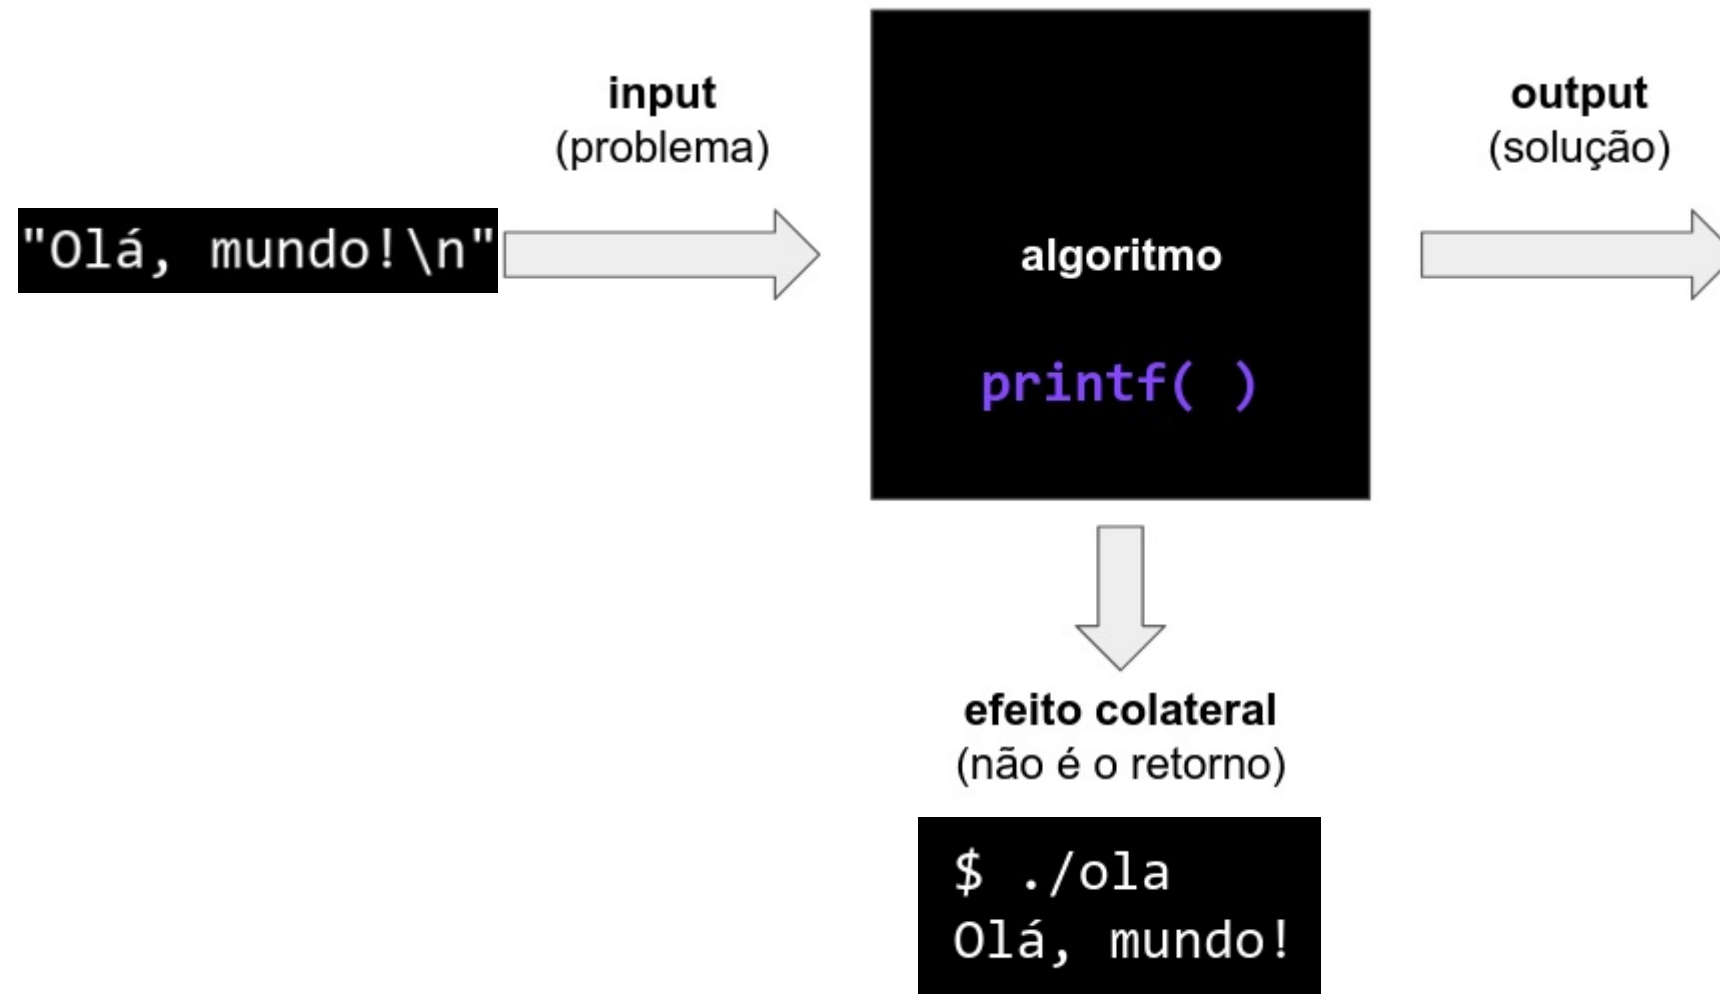 input
(problema)
output
(solução)
"Olá, mundo!\n"
algoritmo
printf( )
efeito colateral
(não é o retorno)
$ ./ola
Olá, mundo!